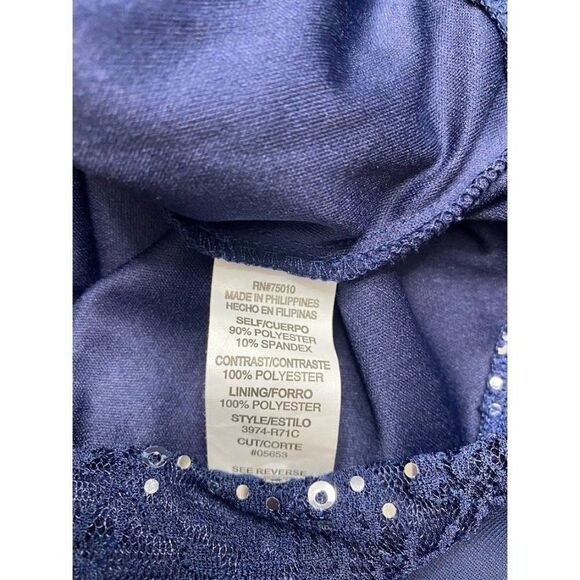 RN#75010
MADE IN PHILIPPINES
HECHO EN FILIPINAS
SELF/CUERPO
90% POLYESTER
10% SPANDEX
CONTRAST/CONTRASTE
100% POLYESTER
LINING/FORRO
100% POLYESTER
STYLE/ESTILO
3974-R71C
CUT/CORTE
#05653
SEE REVERSE